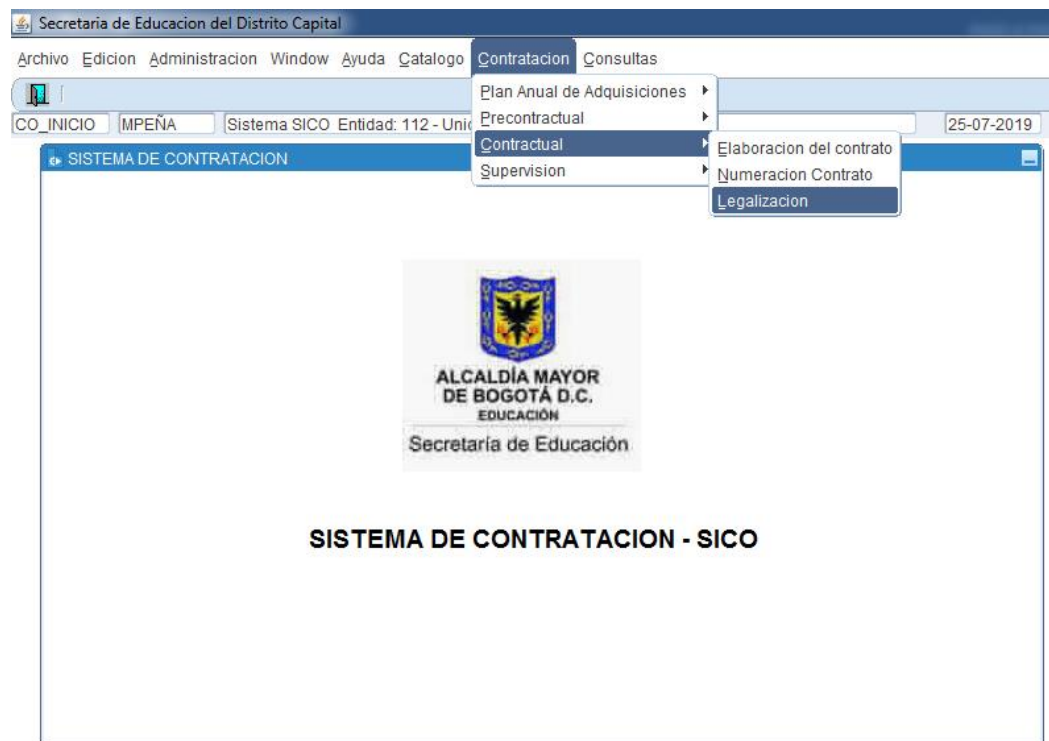 Secretaria de Educacion del Distrito Capital
Archivo Edicion Administracion Window Ayuda Catalogo Contratacion Consultas
Plan Anual de Adquisiciones
Precontractual
Contractual
Supervision
Elaboracion del contrato
Numeracion Contrato
Legalizacion
CO_INICIO MPEÑA Sistema SICO Entidad: 112 - Unic 25-07-2019
SISTEMA DE CONTRATACION
ALCALDÍA MAYOR
DE BOGOTÁ D.C.
EDUCACIÓN
Secretaría de Educación
SISTEMA DE CONTRATACION - SICO